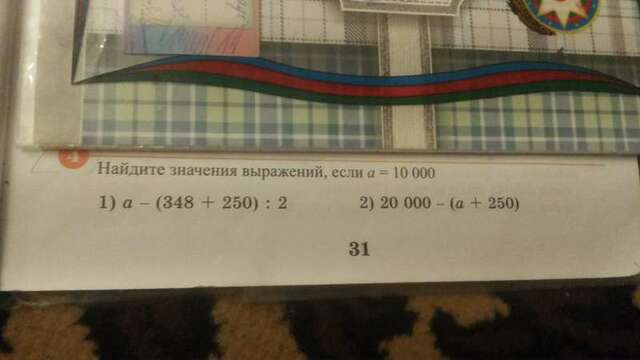 4
Найдите значения выражений, если a = 10 000
1) a – (348 + 250) : 2 2) 20 000 – (a + 250)
31